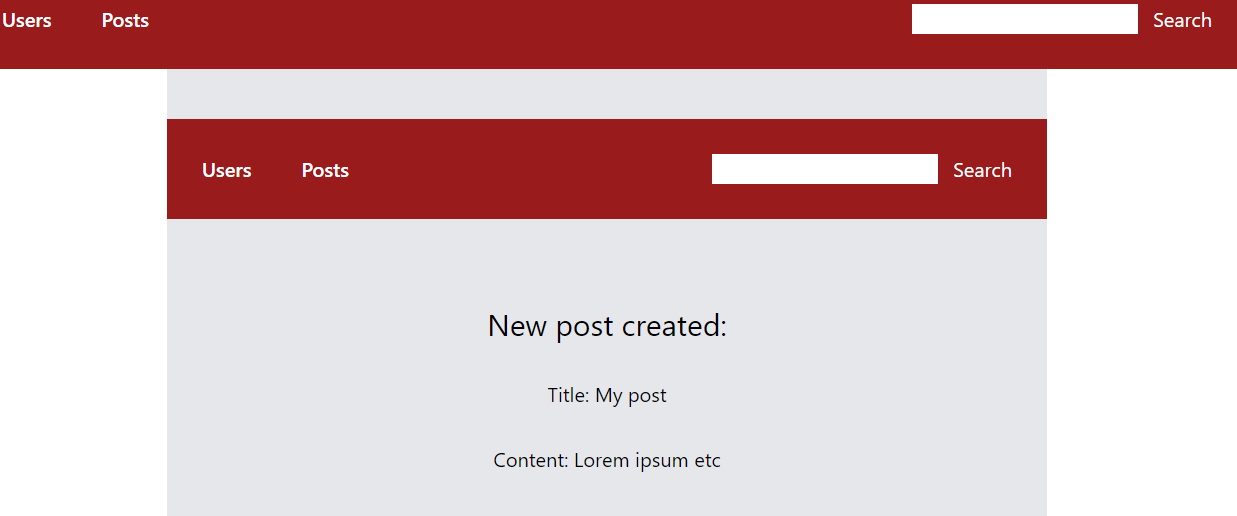 Users Posts Search
Users Posts Search
New post created:
Title: My post
Content: Lorem ipsum etc